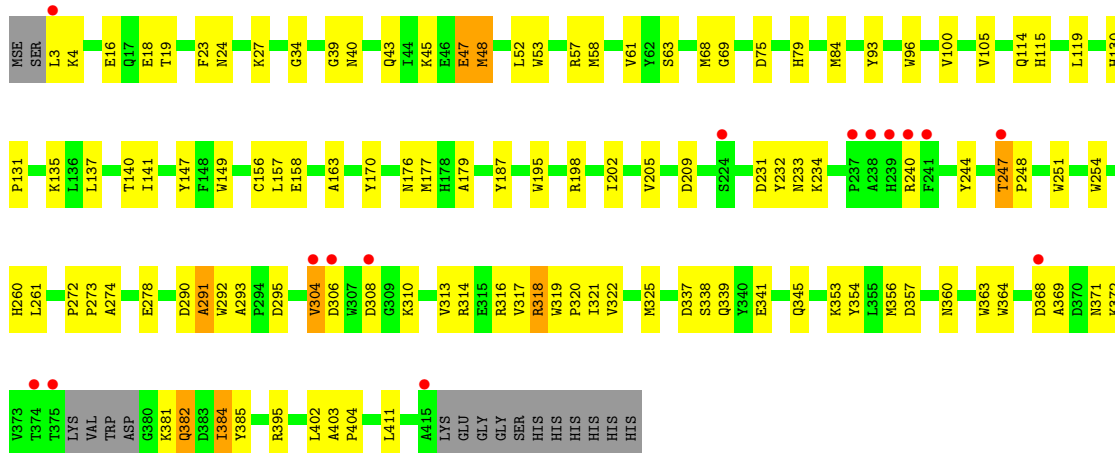 MSE SER L3 K4 E16 Q17 E18 T19 F23 N24 K27 G34 G39 N40 Q43 I44 K45 E46 E47 M48 L52 W53 R57 M58 V61 Y62 S63 M68 G69 D75 H79 M84 Y93 W96 V100 V105 Q114 H115 L119 H130
P131 K135 L136 L137 T140 I141 Y147 F148 W149 C156 L157 E158 A163 Y170 N176 M177 H178 A179 Y187 W195 R198 I202 V205 D209 S224 D231 Y232 N233 K234 P237 A238 H239 R240 F241 Y244 T247 P248 W251 W254
H260 L261 P272 P273 A274 E278 D290 A291 W292 A293 P294 D295 V304 D306 W307 D308 G309 K310 V313 R314 E315 R316 V317 R318 W319 P320 I321 V322 M325 D337 S338 Q339 Y340 E341 Q345 K353 Y354 L355 M356 D357 N360 W363 W364 D368 A369 D370 N371 K372
V373 T374 T375 LYS VAL TRP ASP G380 K381 Q382 D383 I384 Y385 R395 L402 A403 P404 L411 A415 LYS GLU GLY GLY SER HIS HIS HIS HIS HIS HIS